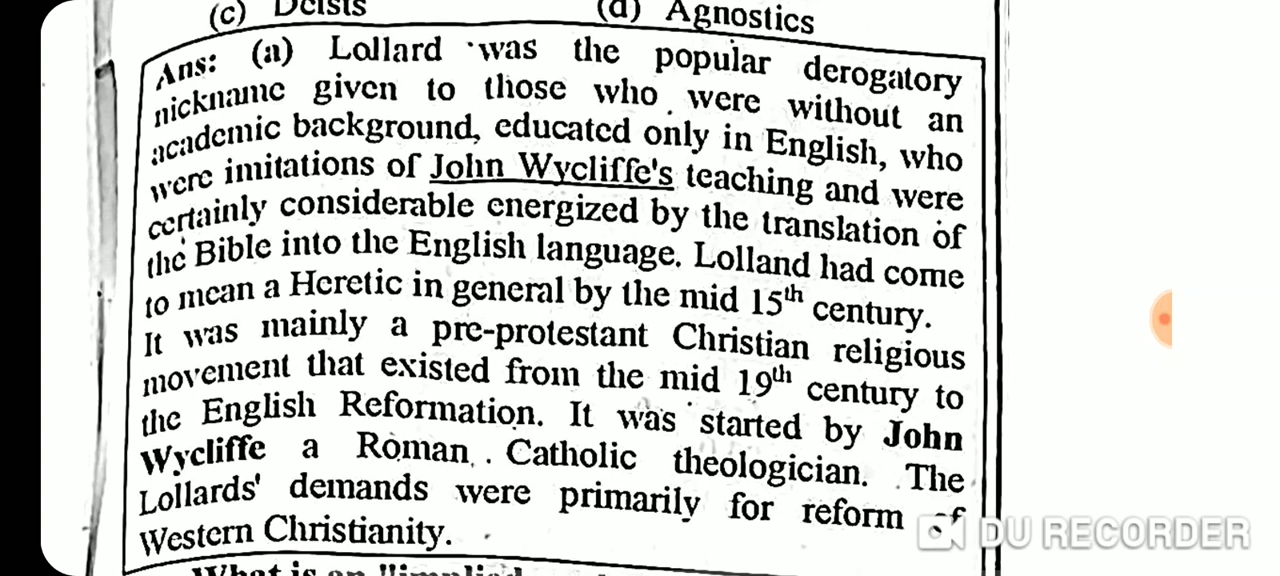 (c) Deists (d) Agnostics
Ans: (a) Lollard was the popular derogatory
nickname given to those who were without an
academic background, educated only in English, who
were imitations of John Wycliffe's teaching and were
certainly considerable energized by the translation of
the Bible into the English language. Lolland had come
to mean a Heretic in general by the mid 15th century.
It was mainly a pre-protestant Christian religious
movement that existed from the mid 19th century to
the English Reformation. It was started by John
Wycliffe a Roman Catholic theologician. The
Lollards' demands were primarily for reform of
Western Christianity.
What is an "implied
DU RECORDER